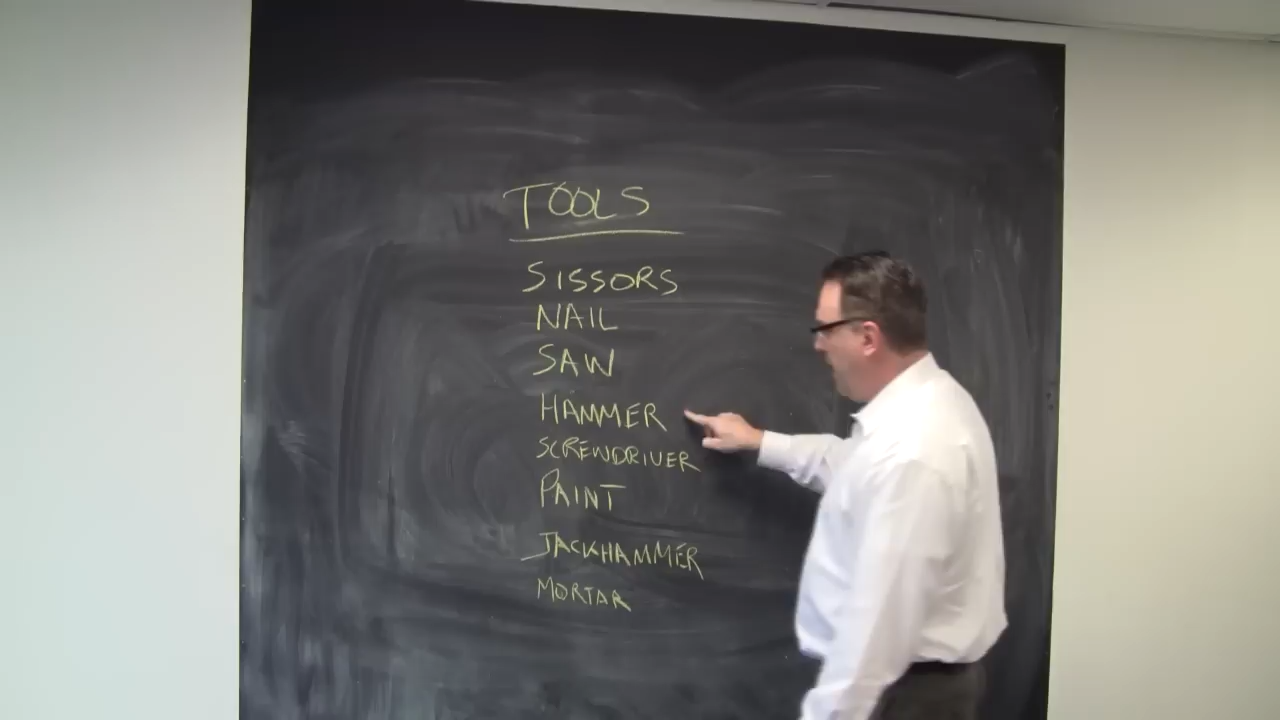 TOOLS
SISSORS
NAIL
SAW
HAMMER
SCREWDRIVER
PAINT
JACKHAMMER
MORTAR